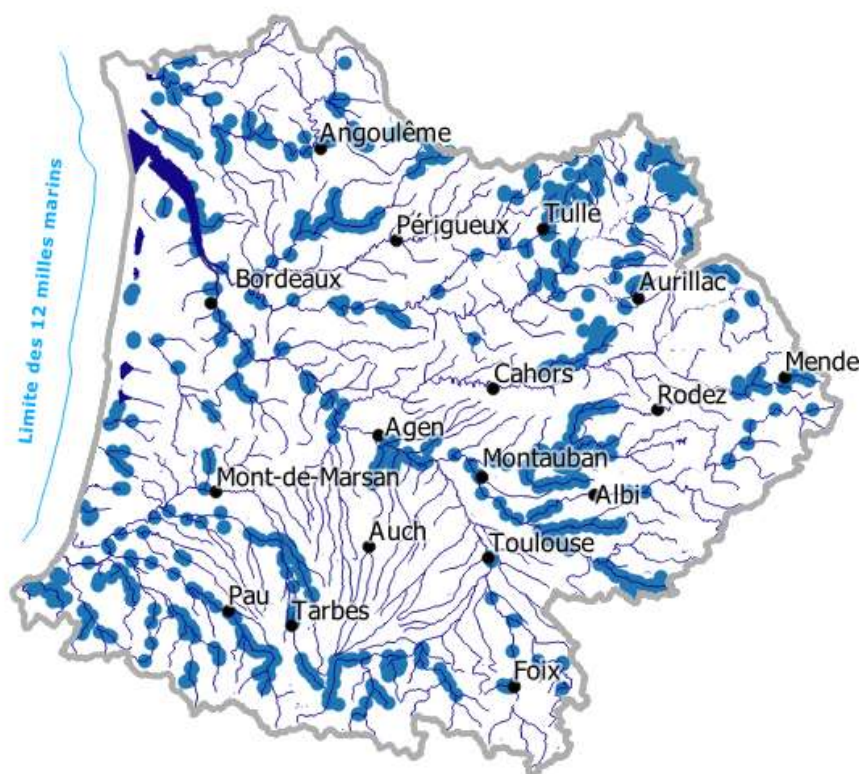 Angoulême
Limite des 12 milles marins
Périgueux
Tulle
Bordeaux
Aurillac
Cahors
Mende
Rodez
Agen
Montauban
Mont-de-Marsan
Albi
Auch
Toulouse
Pau
Tarbes
Foix